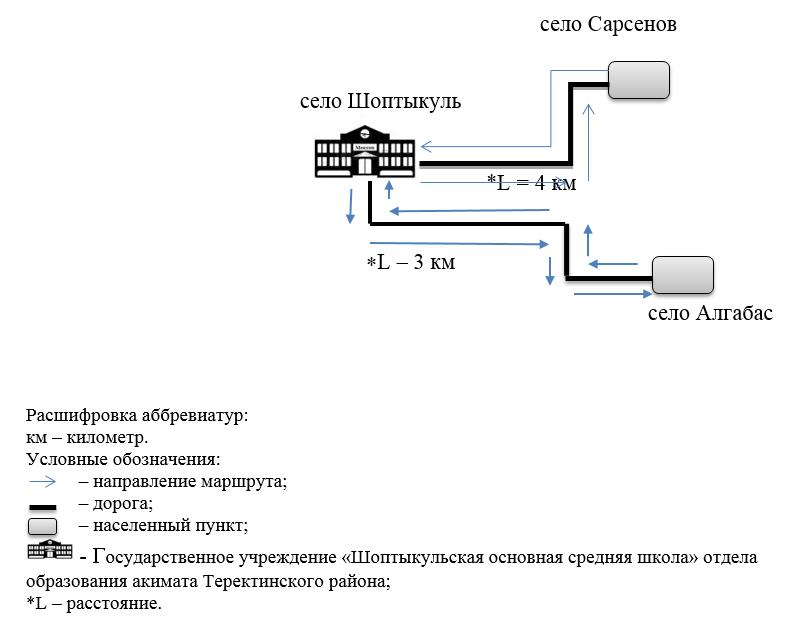 село Сарсенов
село Шоптыкуль
*L = 4 км
*L – 3 км
село Алгабас
Расшифровка аббревиатур:
км – километр.
Условные обозначения:
– направление маршрута;
– дорога;
– населенный пункт;
- Государственное учреждение «Шоптыкульская основная средняя школа» отдела
образования акимата Теректинского района;
*L – расстояние.